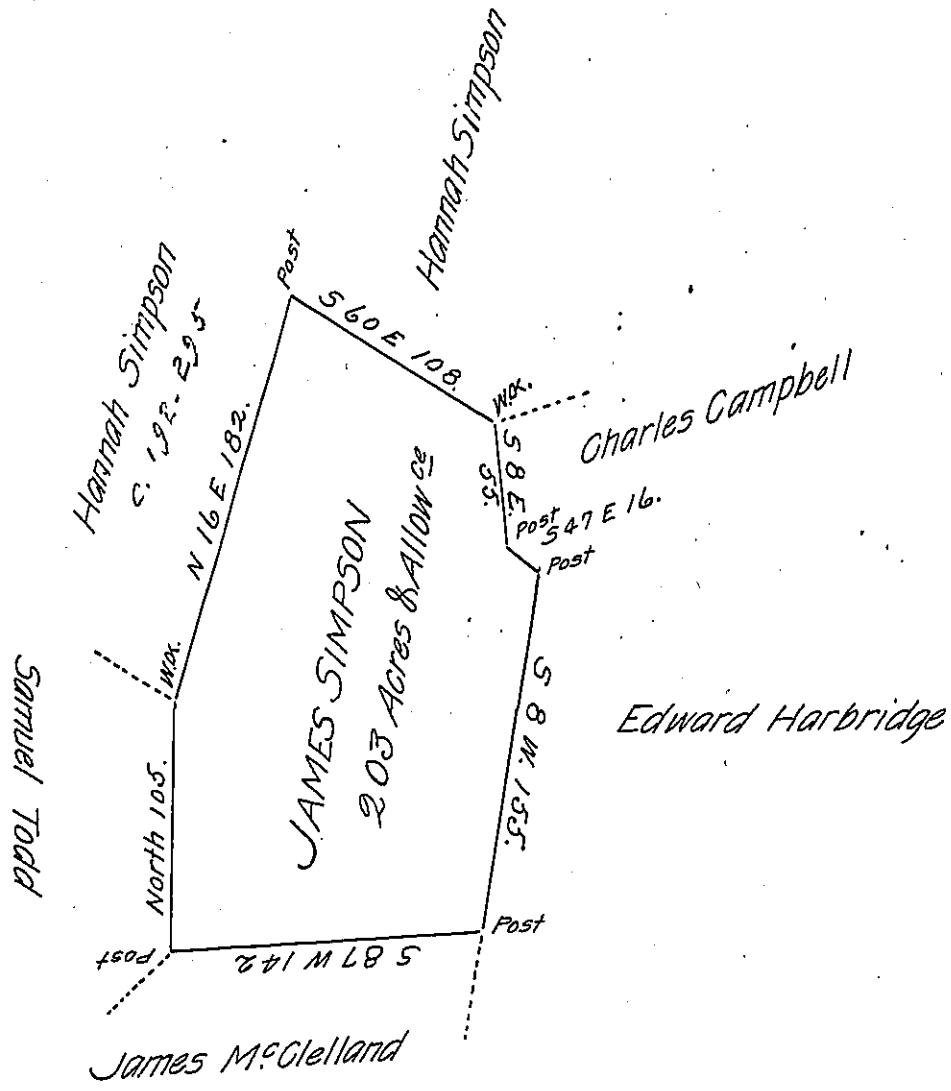 Hannah Simpson
Hannah Simpson
C. 192-295
Post
S 60 E 108.
W.OK.
Charles Campbell
S 8 E.
55.
Post
S 47 E 16.
Post
N 16 E 182.
JAMES SIMPSON
203 Acres & Allow ce
W.OK.
Samuel Todd
Edward Harbridge
S 8 W. 155.
North 105.
Post
S 87 W 142
Post
James McClelland